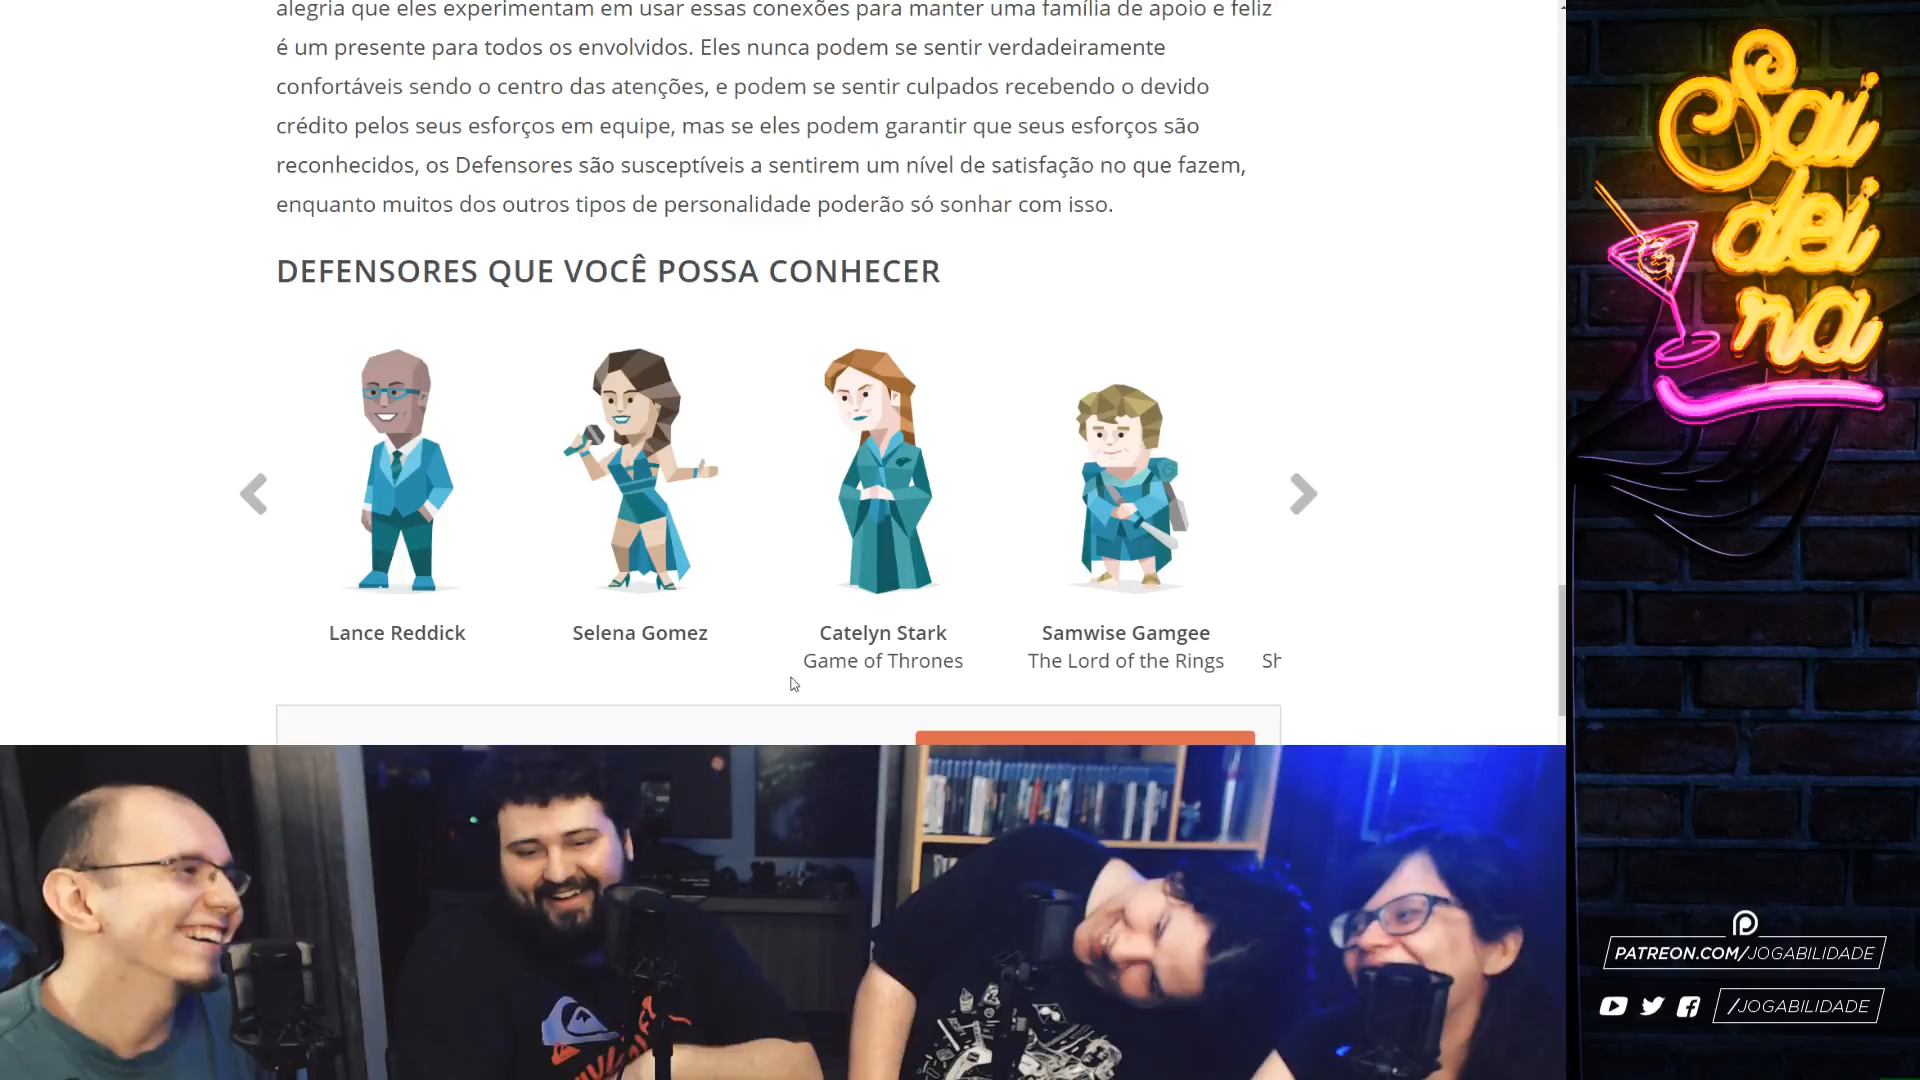 alegria que eles experimentam em usar essas conexões para manter uma família de apoio e feliz
é um presente para todos os envolvidos. Eles nunca podem se sentir verdadeiramente
confortáveis sendo o centro das atenções, e podem se sentir culpados recebendo o devido
crédito pelos seus esforços em equipe, mas se eles podem garantir que seus esforços são
reconhecidos, os Defensores são susceptíveis a sentirem um nível de satisfação no que fazem,
enquanto muitos dos outros tipos de personalidade poderão só sonhar com isso.
DEFENSORES QUE VOCÊ POSSA CONHECER
Lance Reddick
Selena Gomez
Catelyn Stark
Game of Thrones
Samwise Gamgee
The Lord of the Rings
Sh
Sai
dei
ra
PATREON.COM/JOGABILIDADE
/JOGABILIDADE